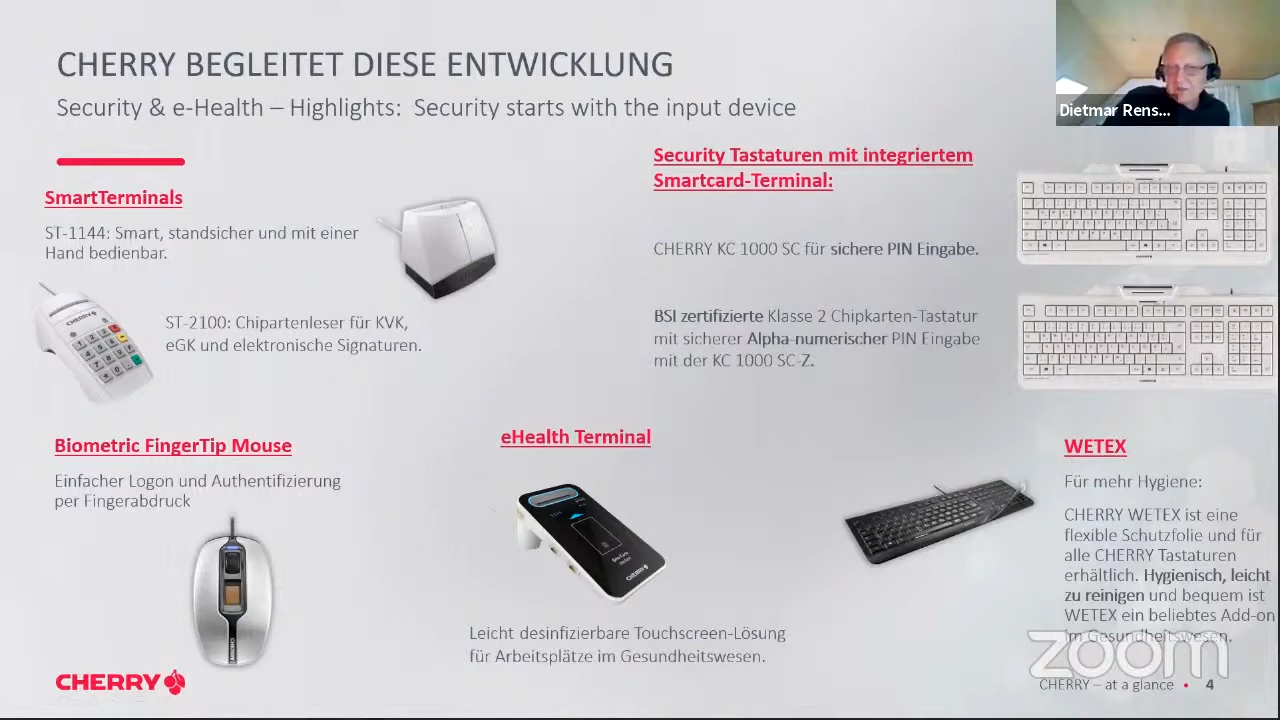 CHERRY BEGLEITET DIESE ENTWICKLUNG
Security & e-Health – Highlights: Security starts with the input device
Dietmar Rens...
SmartTerminals
ST-1144: Smart, standsicher und mit einer
Hand bedienbar.
CHERRY
ST-2100: Chipartenleser für KVK,
eGK und elektronische Signaturen.
Security Tastaturen mit integriertem
Smartcard-Terminal:
CHERRY KC 1000 SC für sichere PIN Eingabe.
BSI zertifizierte Klasse 2 Chipkarten-Tastatur
mit sicherer Alpha-numerischer PIN Eingabe
mit der KC 1000 SC-Z.
Biometric FingerTip Mouse
Einfacher Logon und Authentifizierung
per Fingerabdruck
CHERRY
eHealth Terminal
CHERRY
Leicht desinfizierbare Touchscreen-Lösung
für Arbeitsplätze im Gesundheitswesen.
WETEX
Für mehr Hygiene:
CHERRY WETEX ist eine
flexible Schutzfolie und für
alle CHERRY Tastaturen
erhältlich. Hygienisch, leicht
zu reinigen und bequem ist
WETEX ein beliebtes Add-on
im Gesundheitswesen.
zoom
CHERRY
CHERRY – at a glance • 4